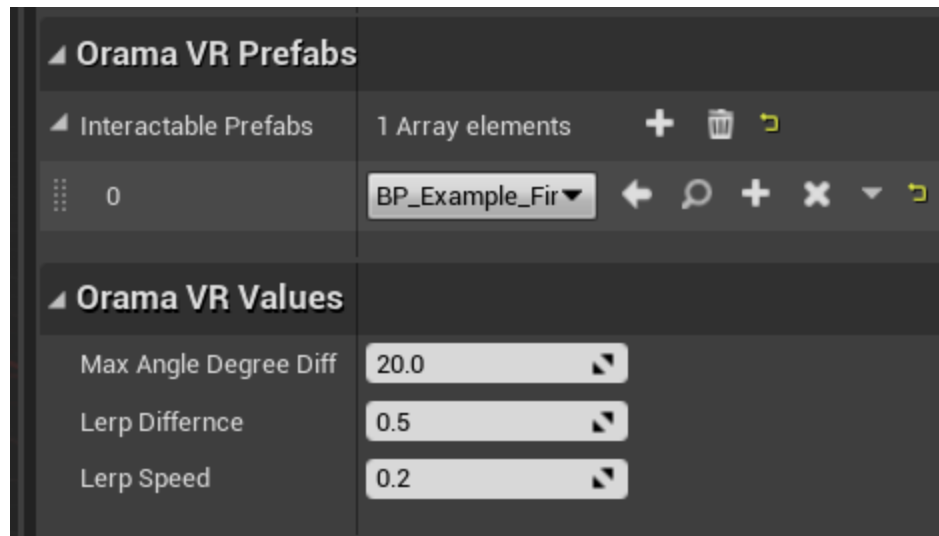 Orama VR Prefabs
Interactable Prefabs 1 Array elements
0 BP_Example_Fir
Orama VR Values
Max Angle Degree Diff 20.0
Lerp Differnce 0.5
Lerp Speed 0.2